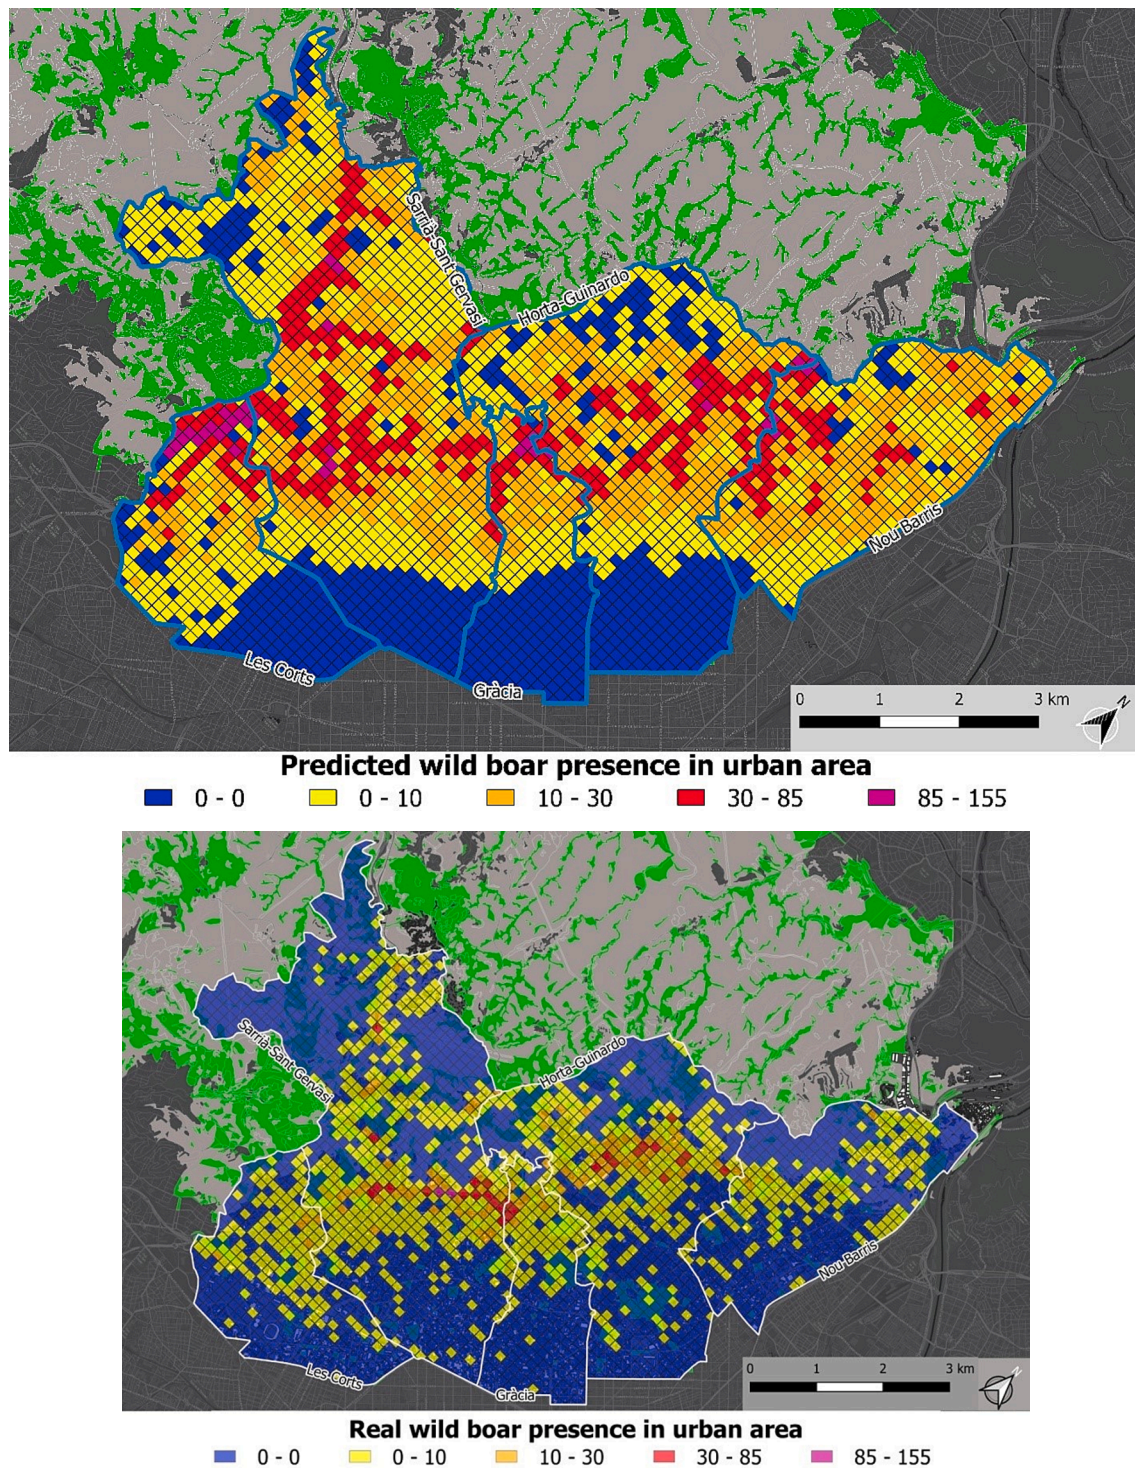 Sarrià-Sant Gervasi
Horta-Guinardo
Nou Barris
Les Corts
Gràcia
0 1 2 3 km
N
Predicted wild boar presence in urban area
0 - 0 0 - 10 10 - 30 30 - 85 85 - 155
Sarrià-Sant Gervasi
Horta-Guinardo
Nou-Barris
Les Corts
Gràcia
0 1 2 3 km
N
Real wild boar presence in urban area
0 - 0 0 - 10 10 - 30 30 - 85 85 - 155